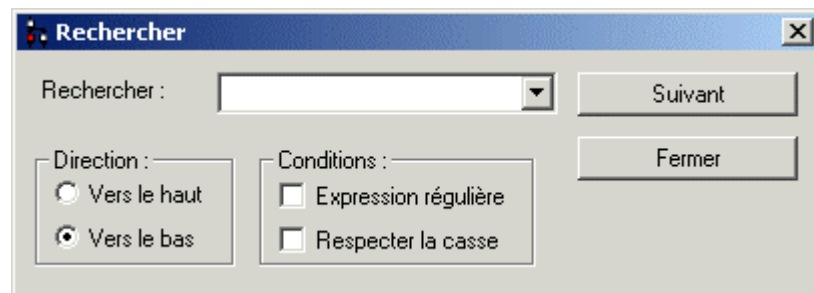 Rechercher
Rechercher :
Suivant
Direction :
Vers le haut
Vers le bas
Conditions :
Expression régulière
Respecter la casse
Fermer